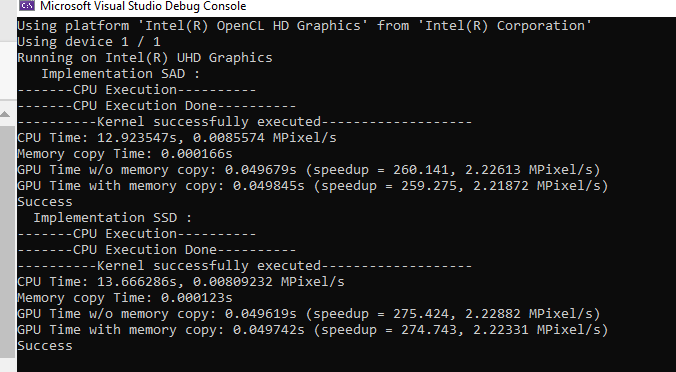 Microsoft Visual Studio Debug Console
Using platform 'Intel(R) OpenCL HD Graphics' from 'Intel(R) Corporation'
Using device 1 / 1
Running on Intel(R) UHD Graphics
   Implementation SAD :
-------CPU Execution----------
-------CPU Execution Done----------
----------Kernel successfully executed-------------------
CPU Time: 12.923547s, 0.0085574 MPixel/s
Memory copy Time: 0.000166s
GPU Time w/o memory copy: 0.049679s (speedup = 260.141, 2.22613 MPixel/s)
GPU Time with memory copy: 0.049845s (speedup = 259.275, 2.21872 MPixel/s)
Success
  Implementation SSD :
-------CPU Execution----------
-------CPU Execution Done----------
----------Kernel successfully executed-------------------
CPU Time: 13.666286s, 0.00809232 MPixel/s
Memory copy Time: 0.000123s
GPU Time w/o memory copy: 0.049619s (speedup = 275.424, 2.22882 MPixel/s)
GPU Time with memory copy: 0.049742s (speedup = 274.743, 2.22331 MPixel/s)
Success